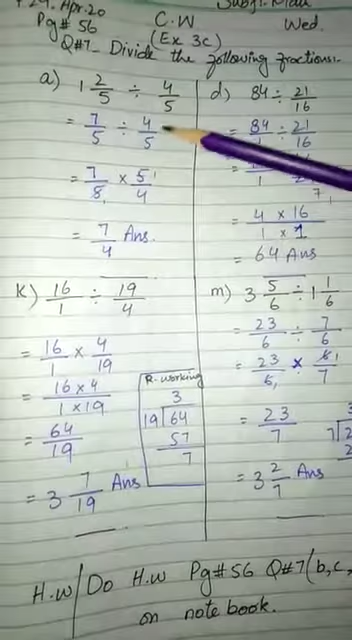 29. Apr. 20
Pg # 56 C.W Wed.
(Ex 3c)
Q#7 Divide the following fractions.
a) 1 2/5 ÷ 4/5
= 7/5 ÷ 4/5
= 7/5 × 5/4
= 7/4 Ans.
d) 84 ÷ 21/16
= 84/1 ÷ 21/16
= 4 × 16 / 1 × 1
= 64 Ans
k) 16/1 ÷ 19/4
= 16/1 × 4/19
= 16 × 4 / 1 × 19
= 64/19
= 3 7/19 Ans
R-working
3
19 64
57
7
m) 3 5/6 ÷ 1 1/6
= 23/6 ÷ 7/6
= 23/6 × 6/7
= 23/7
= 3 2/7 Ans
H.W / Do H.W Pg # 56 Q#7 (b, c,
on note book.